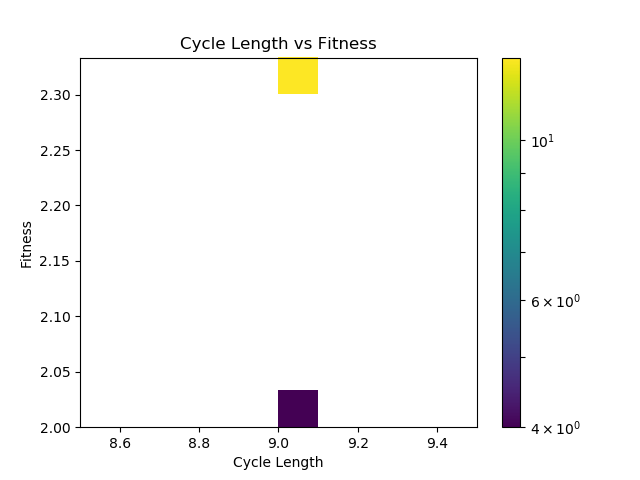 Cycle Length vs Fitness
Fitness
2.30
2.25
2.20
2.15
2.10
2.05
2.00
8.6 8.8 9.0 9.2 9.4
Cycle Length
10¹
6 × 10⁰
4 × 10⁰